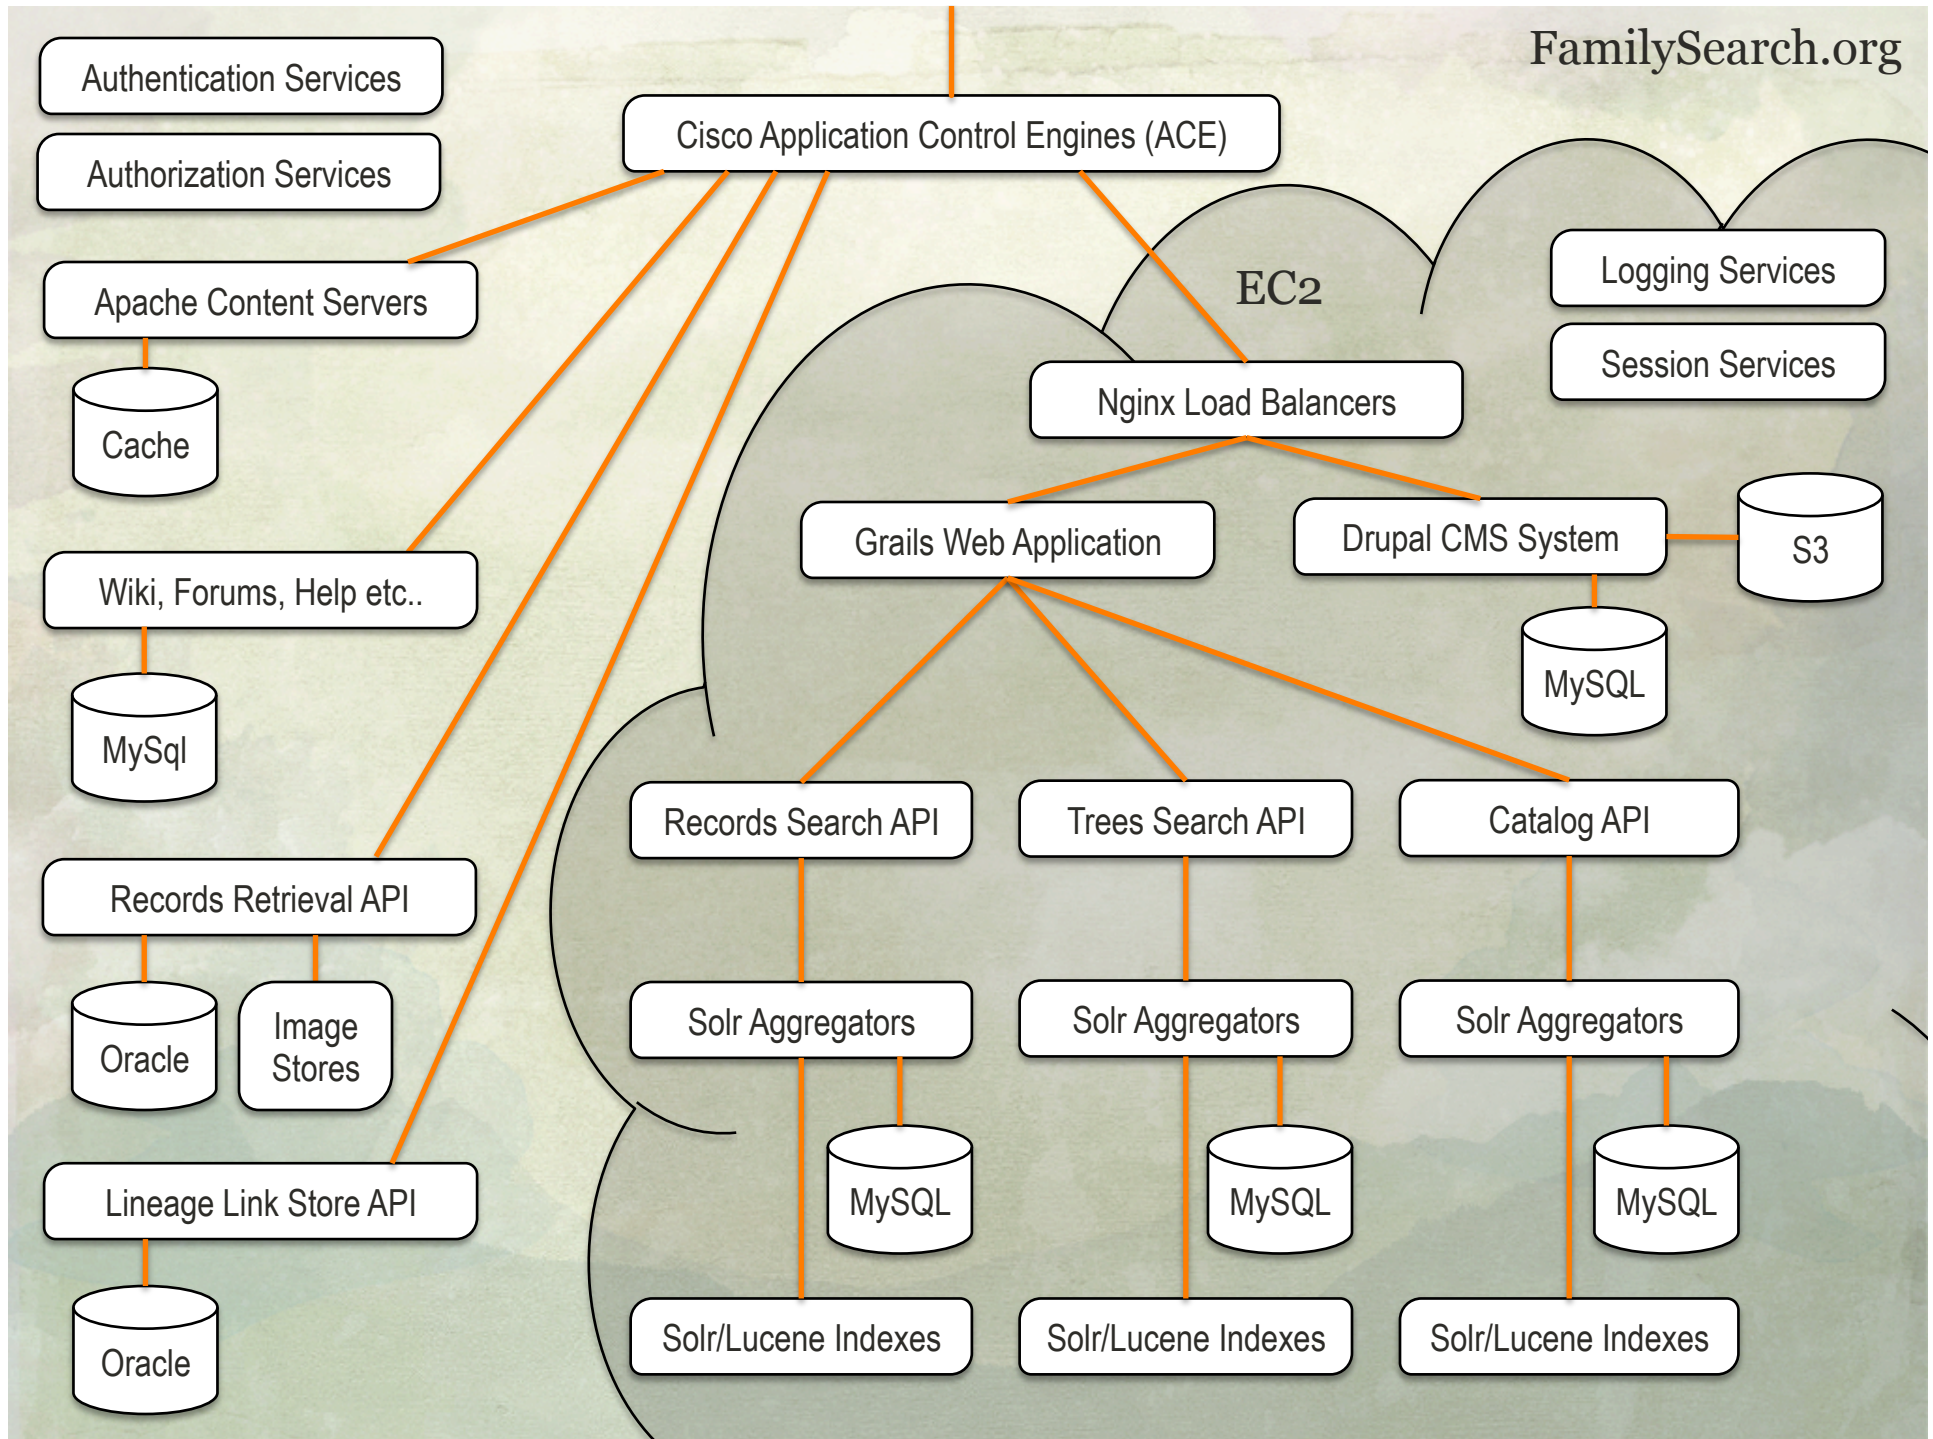 FamilySearch.org
Authentication Services
Authorization Services
Cisco Application Control Engines (ACE)
Apache Content Servers
Cache
EC2
Logging Services
Session Services
Nginx Load Balancers
Grails Web Application
Drupal CMS System
S3
MySQL
Wiki, Forums, Help etc..
MySql
Records Search API
Trees Search API
Catalog API
Records Retrieval API
Oracle
Image
Stores
Solr Aggregators
Solr Aggregators
Solr Aggregators
MySQL
MySQL
MySQL
Lineage Link Store API
Oracle
Solr/Lucene Indexes
Solr/Lucene Indexes
Solr/Lucene Indexes